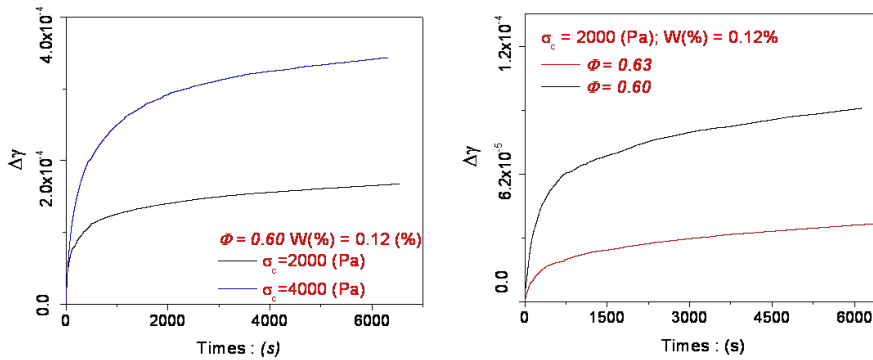 4.0x10⁻⁴
2.0x10⁻⁴
0.0
Δγ
Φ = 0.60 W(%) = 0.12 (%)
σc=2000 (Pa)
σc=4000 (Pa)
0 2000 4000 6000
Times : (s)
1.2x10⁻⁴
6.2x10⁻⁵
0.0
Δγ
σc = 2000 (Pa); W(%) = 0.12%
Φ = 0.63
Φ = 0.60
0 1500 3000 4500 6000
Times : (s)